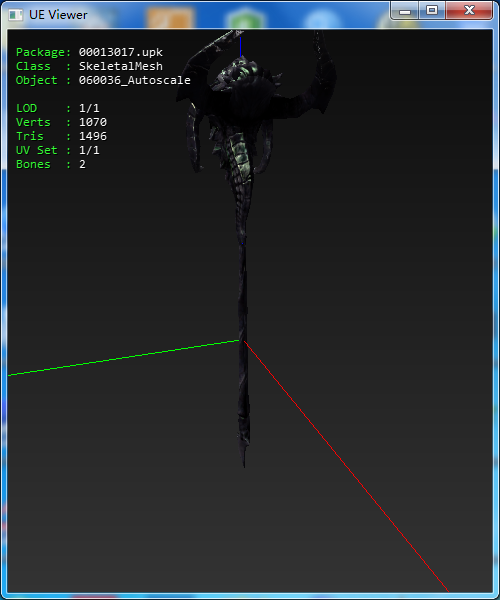 UE Viewer
Package: 00013017.upk
Class : SkeletalMesh
Object : 060036_Autoscale
LOD : 1/1
Verts : 1070
Tris : 1496
UV Set : 1/1
Bones : 2